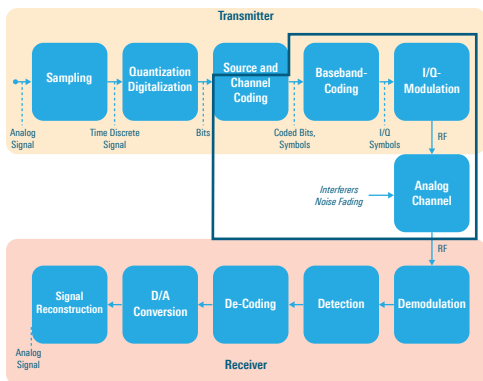 Transmitter
Sampling
Quantization
Digitalization
Source and
Channel
Coding
Baseband-
Coding
I/Q-
Modulation
Analog
Signal
Time Discrete
Signal
Bits
Coded Bits,
Symbols
I/Q
Symbols
RF
Interferers
Noise Fading
Analog
Channel
RF
Signal
Reconstruction
D/A
Conversion
De-Coding
Detection
Demodulation
Analog
Signal
Receiver